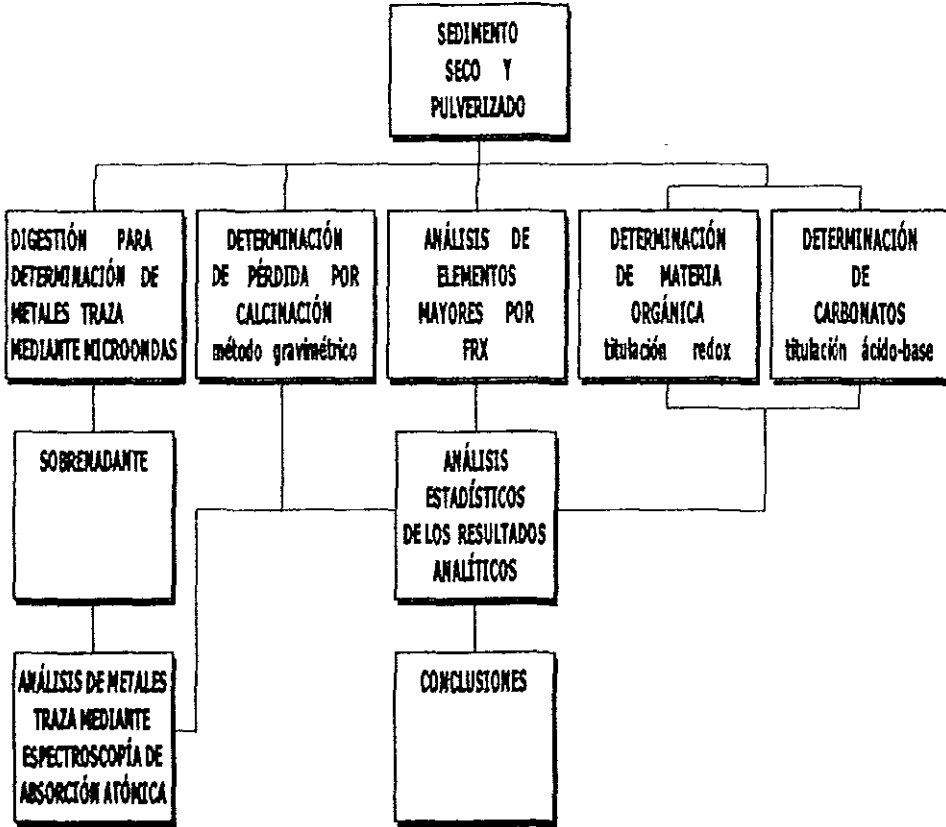 SEDIMENTO
SECO Y
PULVERIZADO
DIGESTIÓN PARA
DETERMINACIÓN DE
METALES TRAZA
MEDIANTE MICROONDAS
DETERMINACIÓN
DE PÉRDIDA POR
CALCINACIÓN
método gravimétrico
ANÁLISIS DE
ELEMENTOS
MAYORES POR
FRX
DETERMINACIÓN
DE MATERIA
ORGÁNICA
titulación redox
DETERMINACIÓN
DE
CARBONATOS
titulación ácido-base
SOBRENADANTE
ANÁLISIS
ESTADÍSTICOS
DE LOS RESULTADOS
ANALÍTICOS
ANÁLISIS DE METALES
TRAZA MEDIANTE
ESPECTROSCOPÍA DE
ABSORCIÓN ATÓMICA
CONCLUSIONES